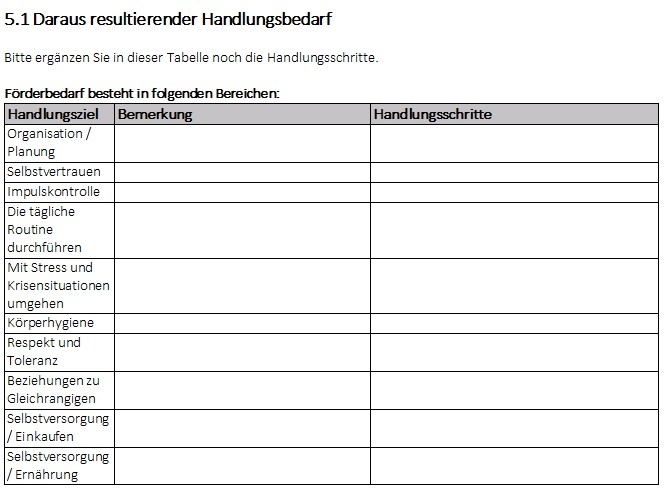 5.1 Daraus resultierender Handlungsbedarf
Bitte ergänzen Sie in dieser Tabelle noch die Handlungsschritte.
Förderbedarf besteht in folgenden Bereichen:
Handlungsziel Bemerkung Handlungsschritte
Organisation /
Planung
Selbstvertrauen
Impulskontrolle
Die tägliche
Routine
durchführen
Mit Stress und
Krisensituationen
umgehen
Körperhygiene
Respekt und
Toleranz
Beziehungen zu
Gleichrangigen
Selbstversorgung
/ Einkaufen
Selbstversorgung
/ Ernährung